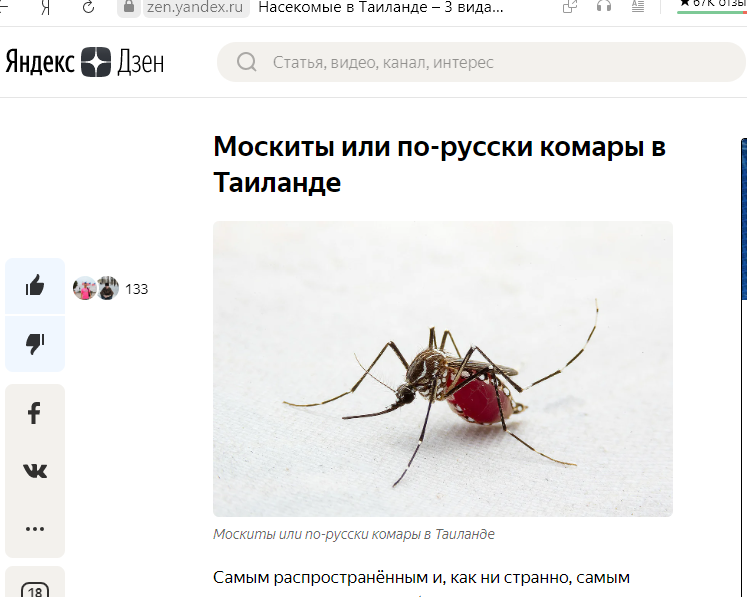 Я zen.yandex.ru Насекомые в Таиланде – 3 вида... ★ 67К отзы
Яндекс Дзен Статья, видео, канал, интерес
Москиты или по-русски комары в
Таиланде
133
Москиты или по-русски комары в Таиланде
Самым распространённым и, как ни странно, самым
18